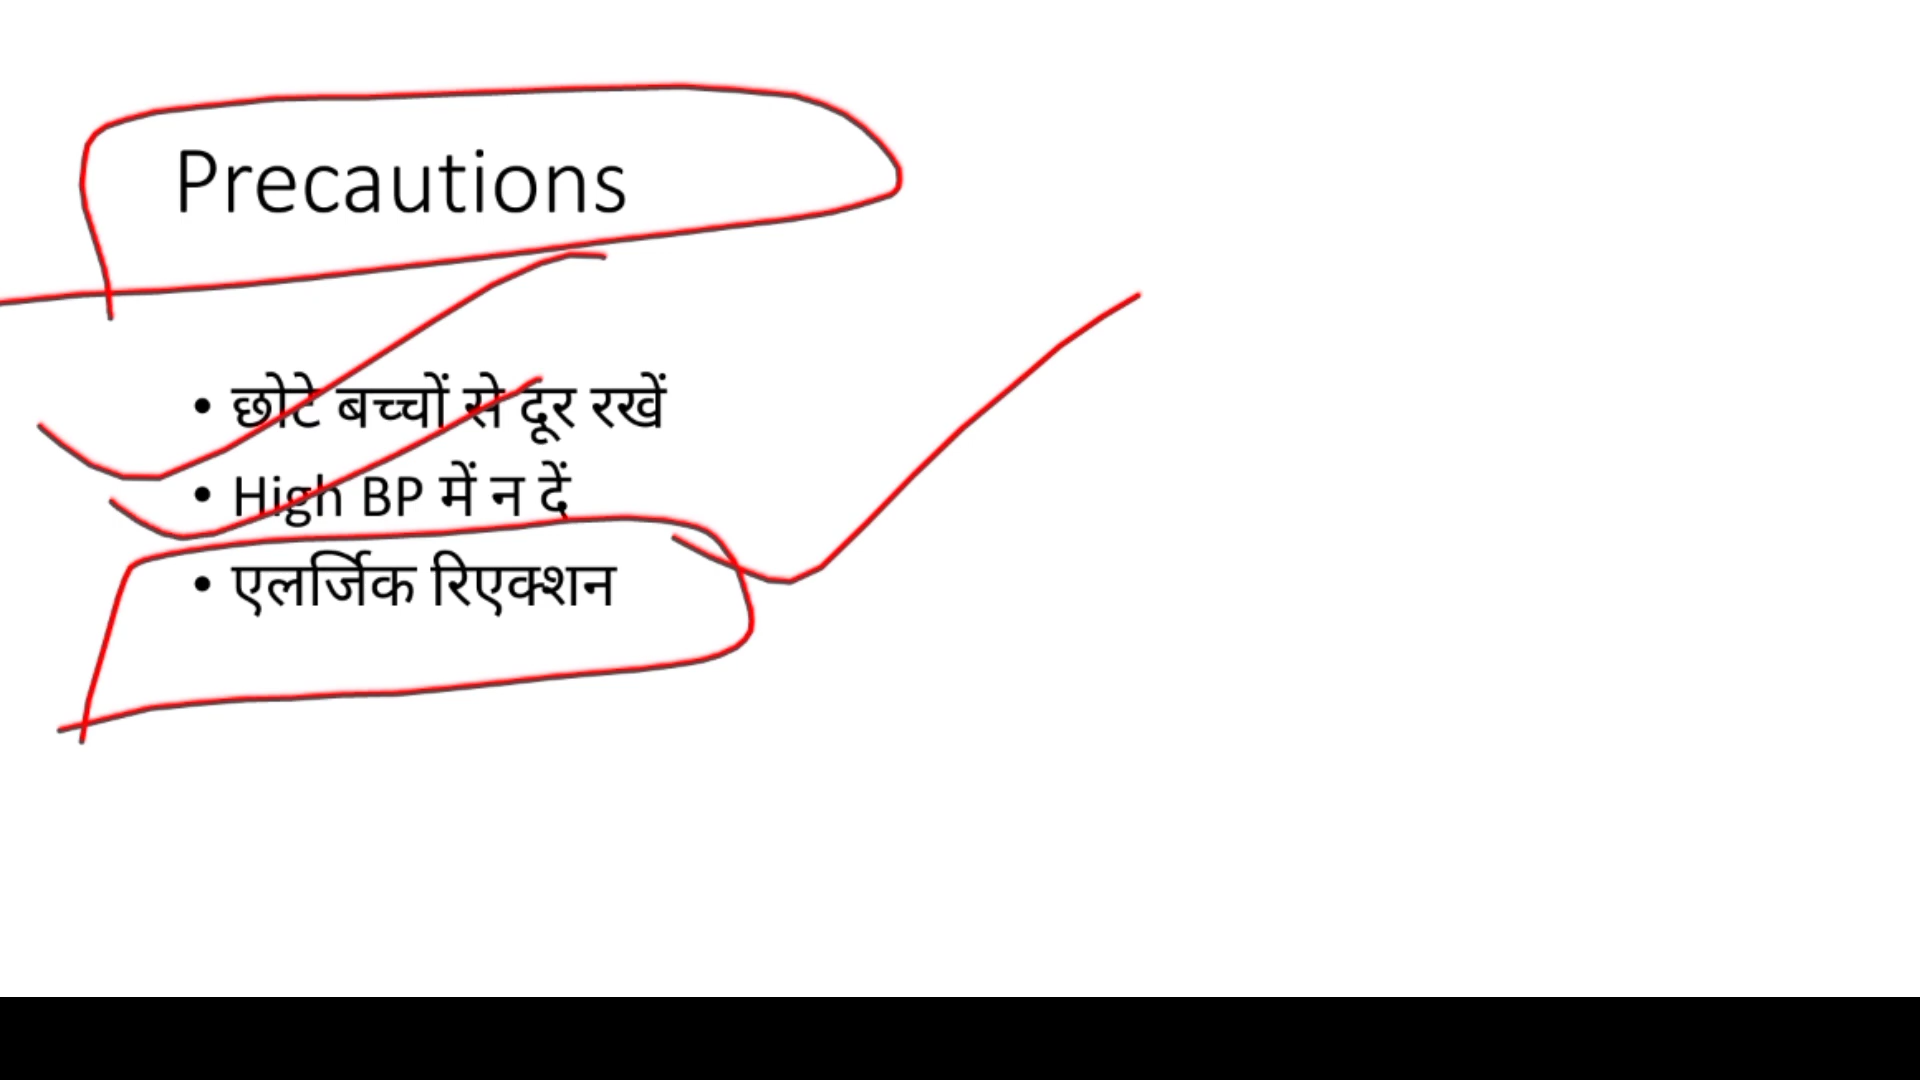 Precautions
• छोटे बच्चों से दूर रखें
• High BP में न दें
• एलर्जिक रिएक्शन